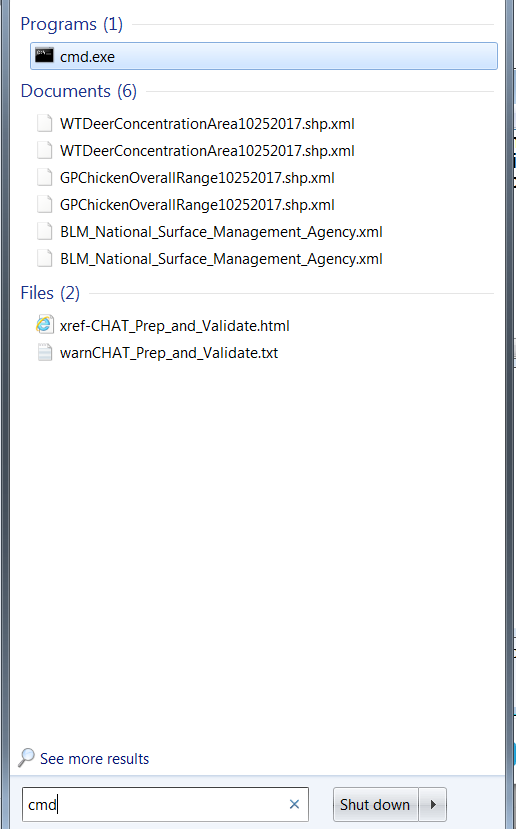 Programs (1)
cmd.exe
Documents (6)
WTDeerConcentrationArea10252017.shp.xml
WTDeerConcentrationArea10252017.shp.xml
GPChickenOverallRange10252017.shp.xml
GPChickenOverallRange10252017.shp.xml
BLM_National_Surface_Management_Agency.xml
BLM_National_Surface_Management_Agency.xml
Files (2)
xref-CHAT_Prep_and_Validate.html
warnCHAT_Prep_and_Validate.txt
See more results
cmd
Shut down